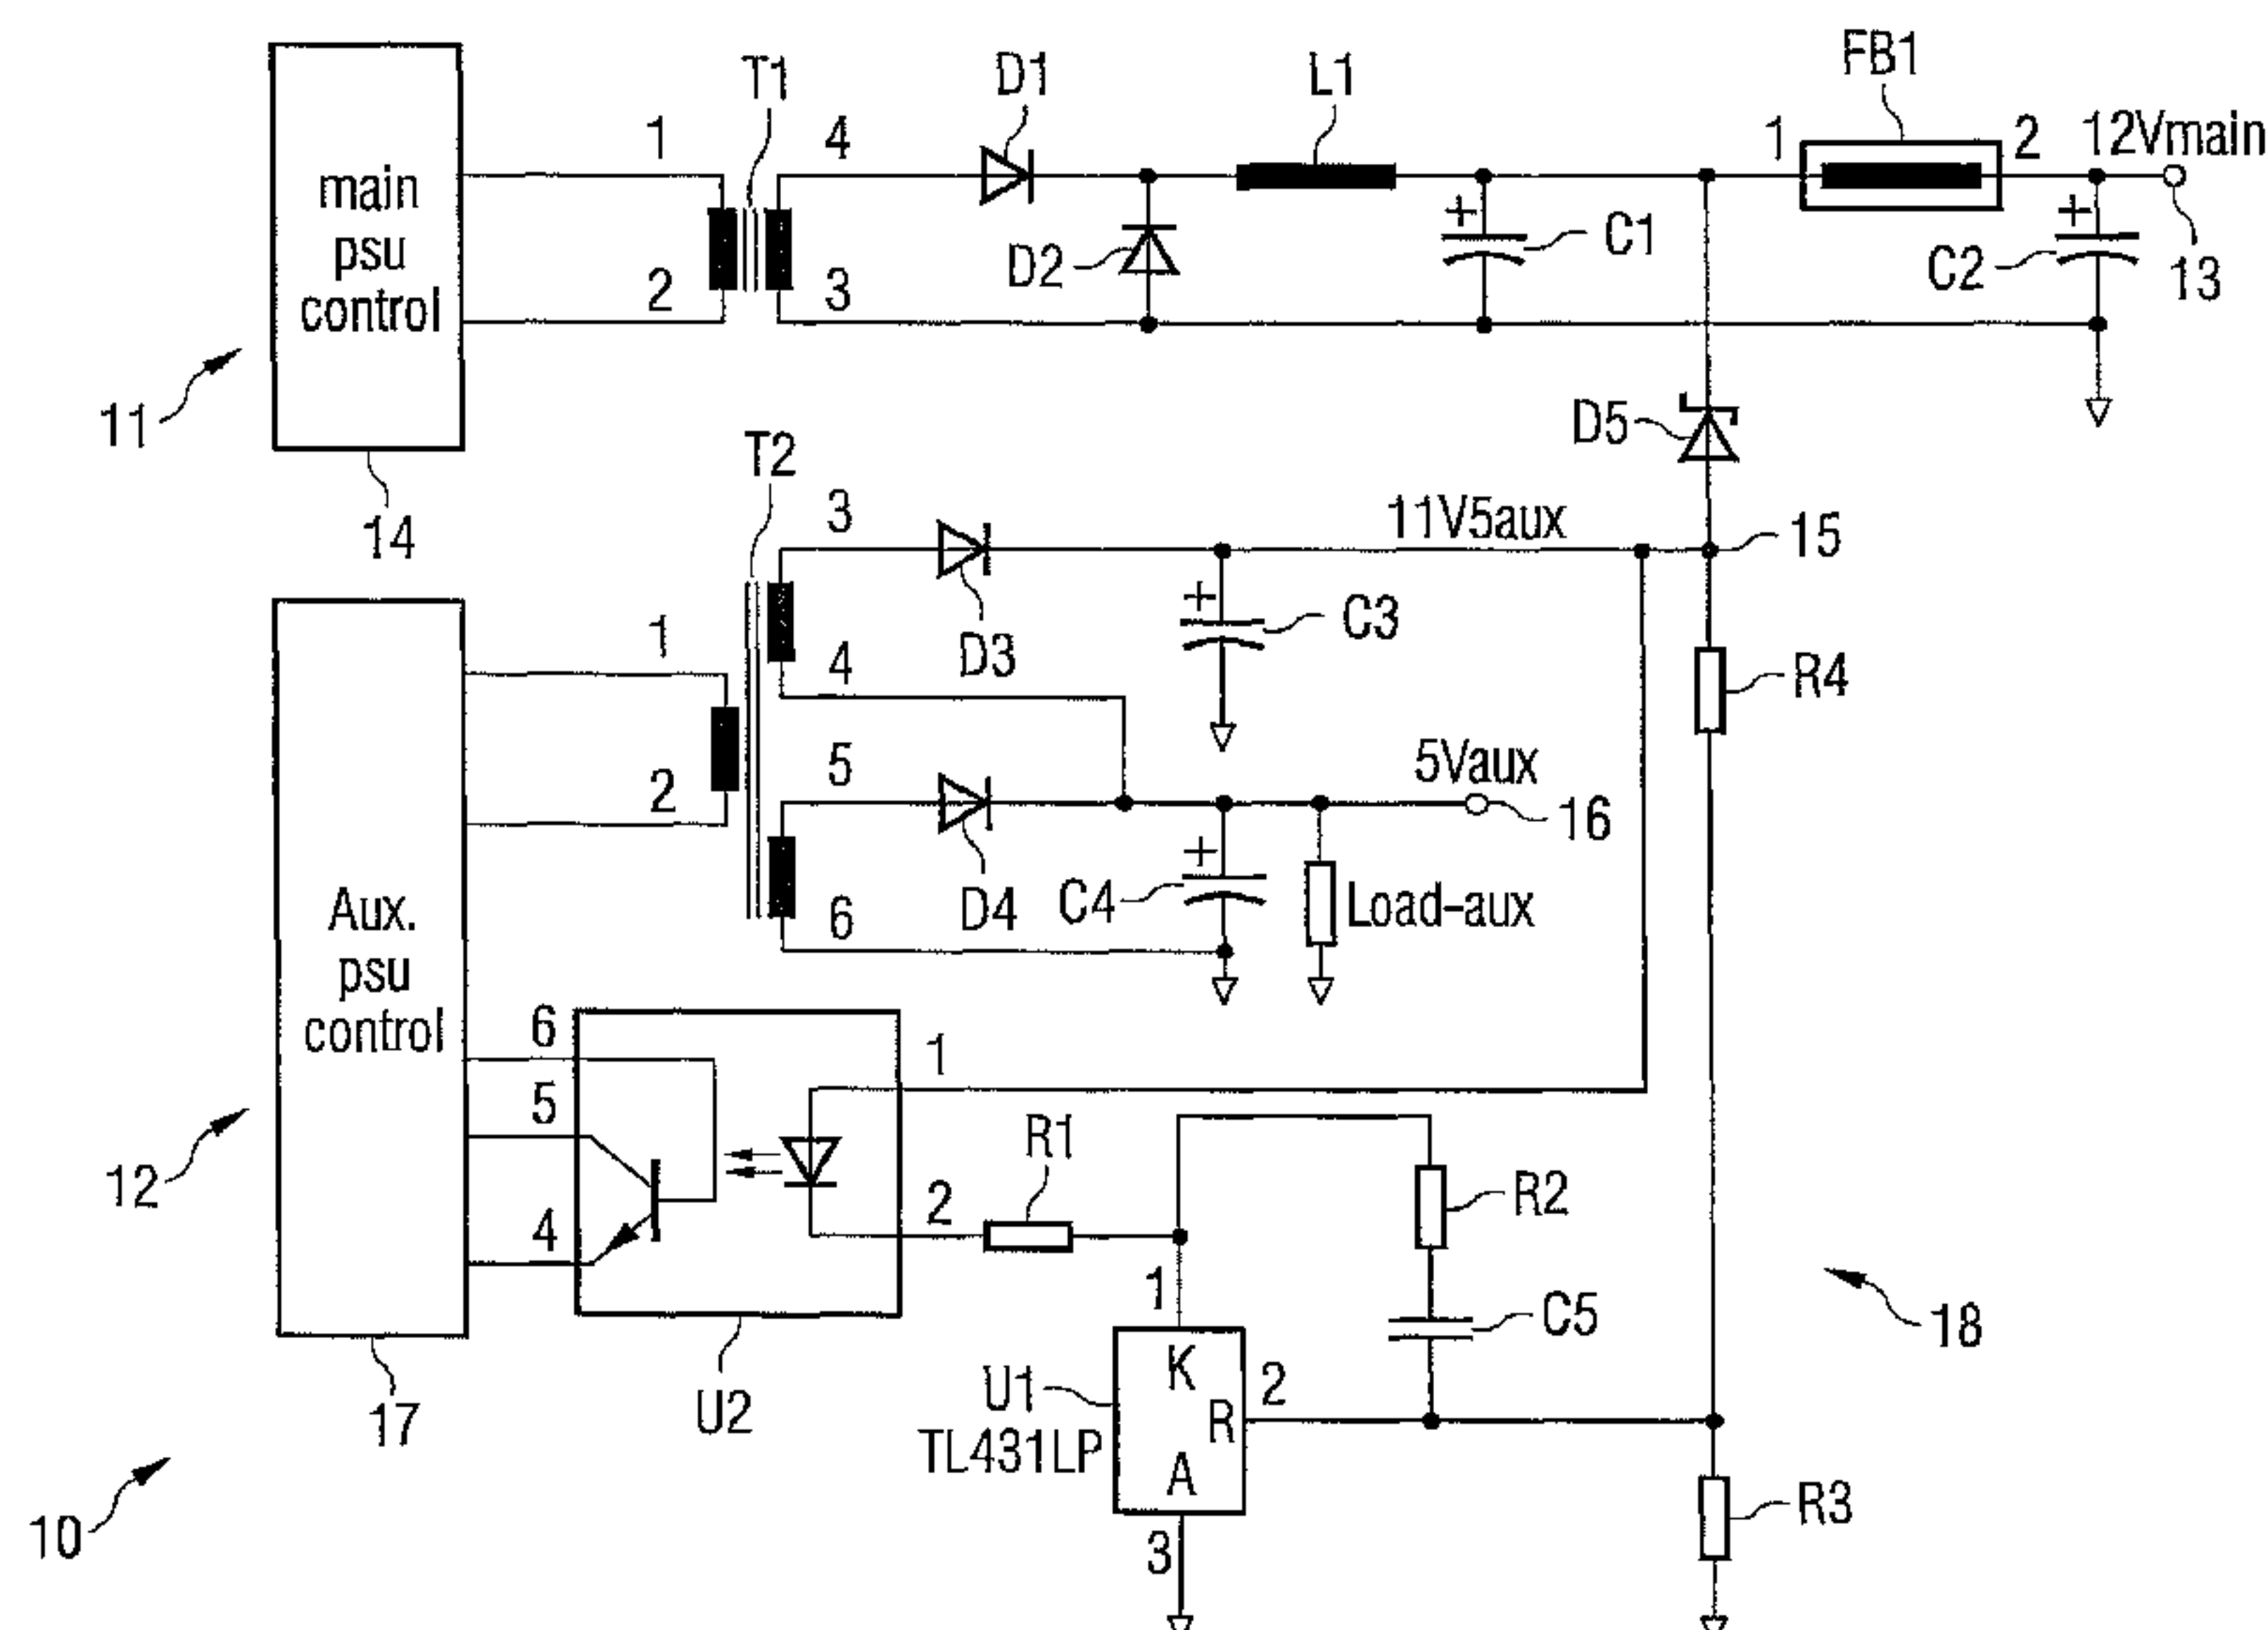 main
psu
control
11
14
1
2
T1
4
3
D1
D2
L1
C1
FB1
1
2
12Vmain
C2
13
D5
T2
3
4
5
6
D3
11V5aux
15
C3
R4
5Vaux
16
D4
C4
Load-aux
Aux.
psu
control
1
2
6
5
4
12
17
10
U2
1
2
R1
R2
C5
18
1
K
R
A
2
3
U1
TL431LP
R3